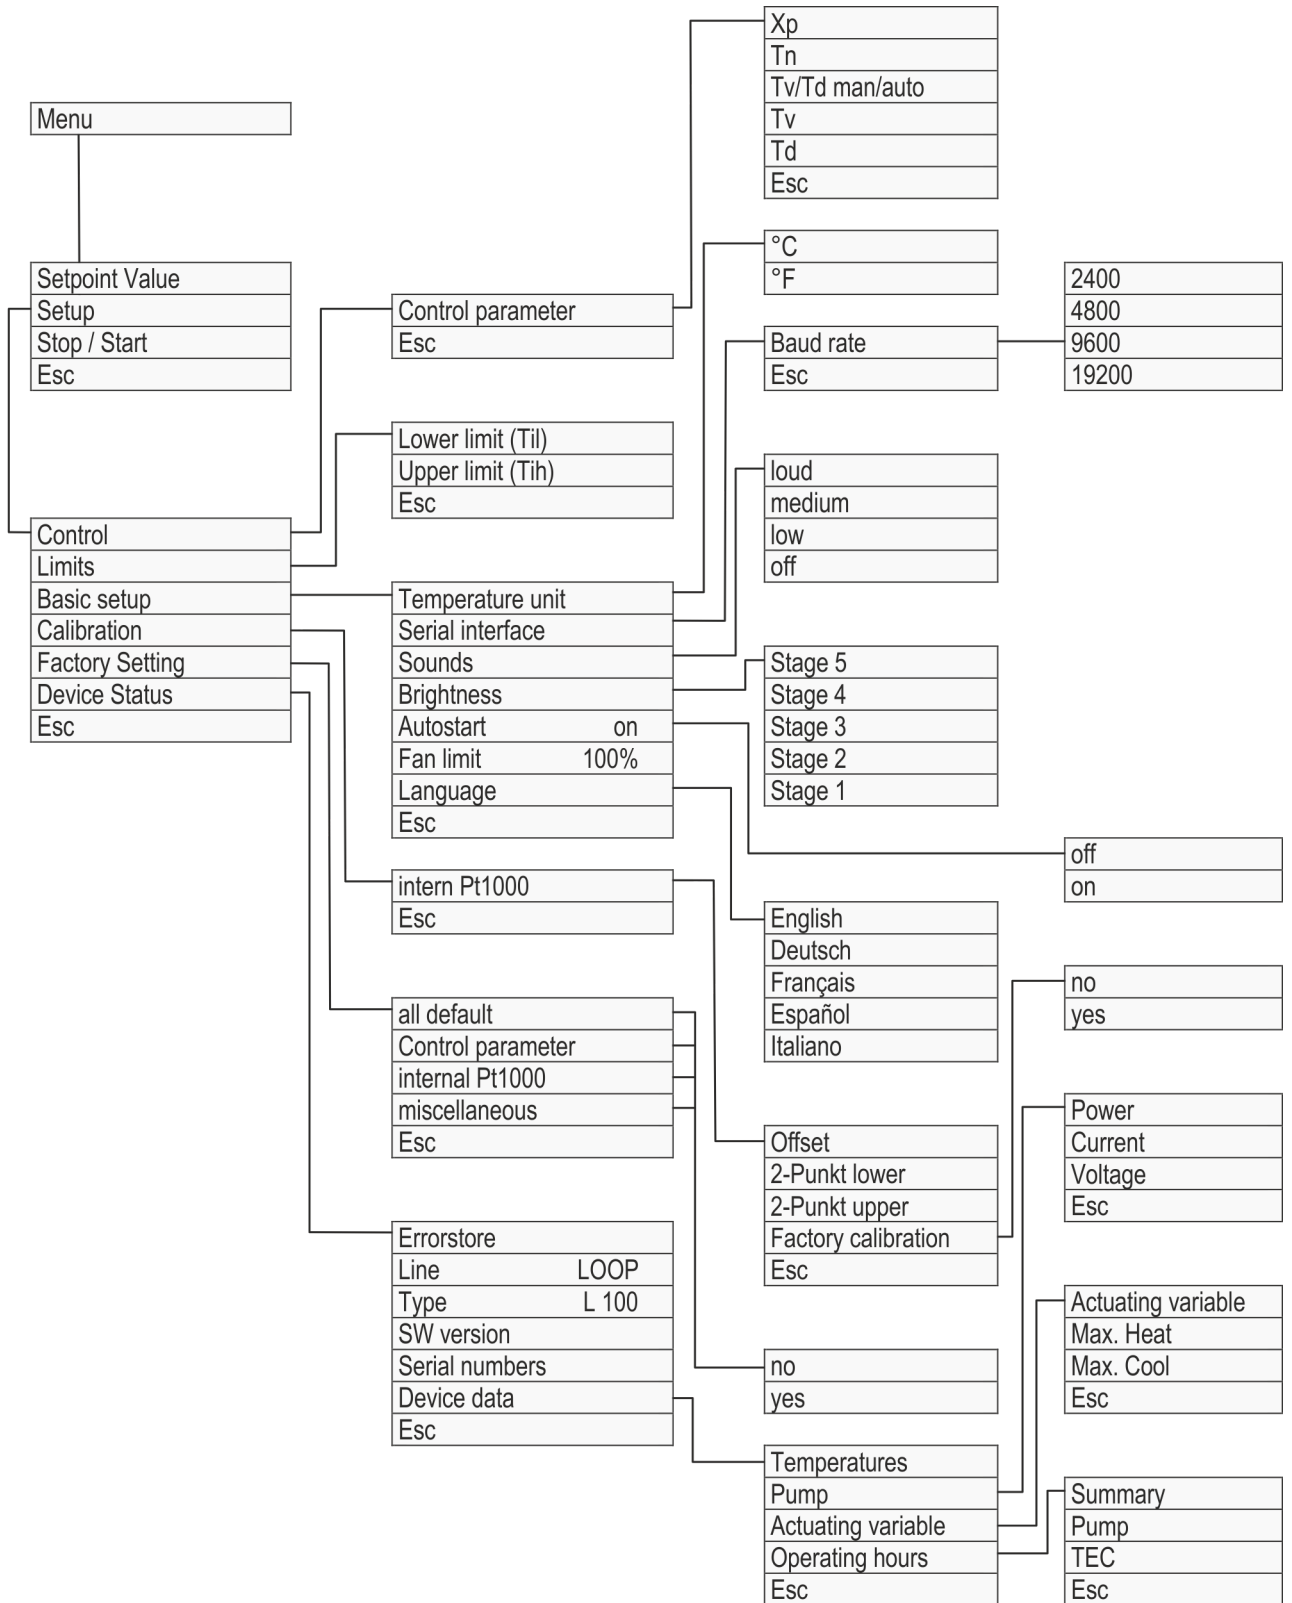 Menu
Setpoint Value
Setup
Stop / Start
Esc
Control
Limits
Basic setup
Calibration
Factory Setting
Device Status
Esc
Control parameter
Esc
Lower limit (Til)
Upper limit (Tih)
Esc
Temperature unit
Serial interface
Sounds
Brightness
Autostart on
Fan limit 100%
Language
Esc
intern Pt1000
Esc
all default
Control parameter
internal Pt1000
miscellaneous
Esc
Errorstore
Line LOOP
Type L 100
SW version
Serial numbers
Device data
Esc
Xp
Tn
Tv/Td man/auto
Tv
Td
Esc
°C
°F
Baud rate
Esc
loud
medium
low
off
Stage 5
Stage 4
Stage 3
Stage 2
Stage 1
English
Deutsch
Français
Español
Italiano
Offset
2-Punkt lower
2-Punkt upper
Factory calibration
Esc
no
yes
Temperatures
Pump
Actuating variable
Operating hours
Esc
2400
4800
9600
19200
off
on
no
yes
Power
Current
Voltage
Esc
Actuating variable
Max. Heat
Max. Cool
Esc
Summary
Pump
TEC
Esc